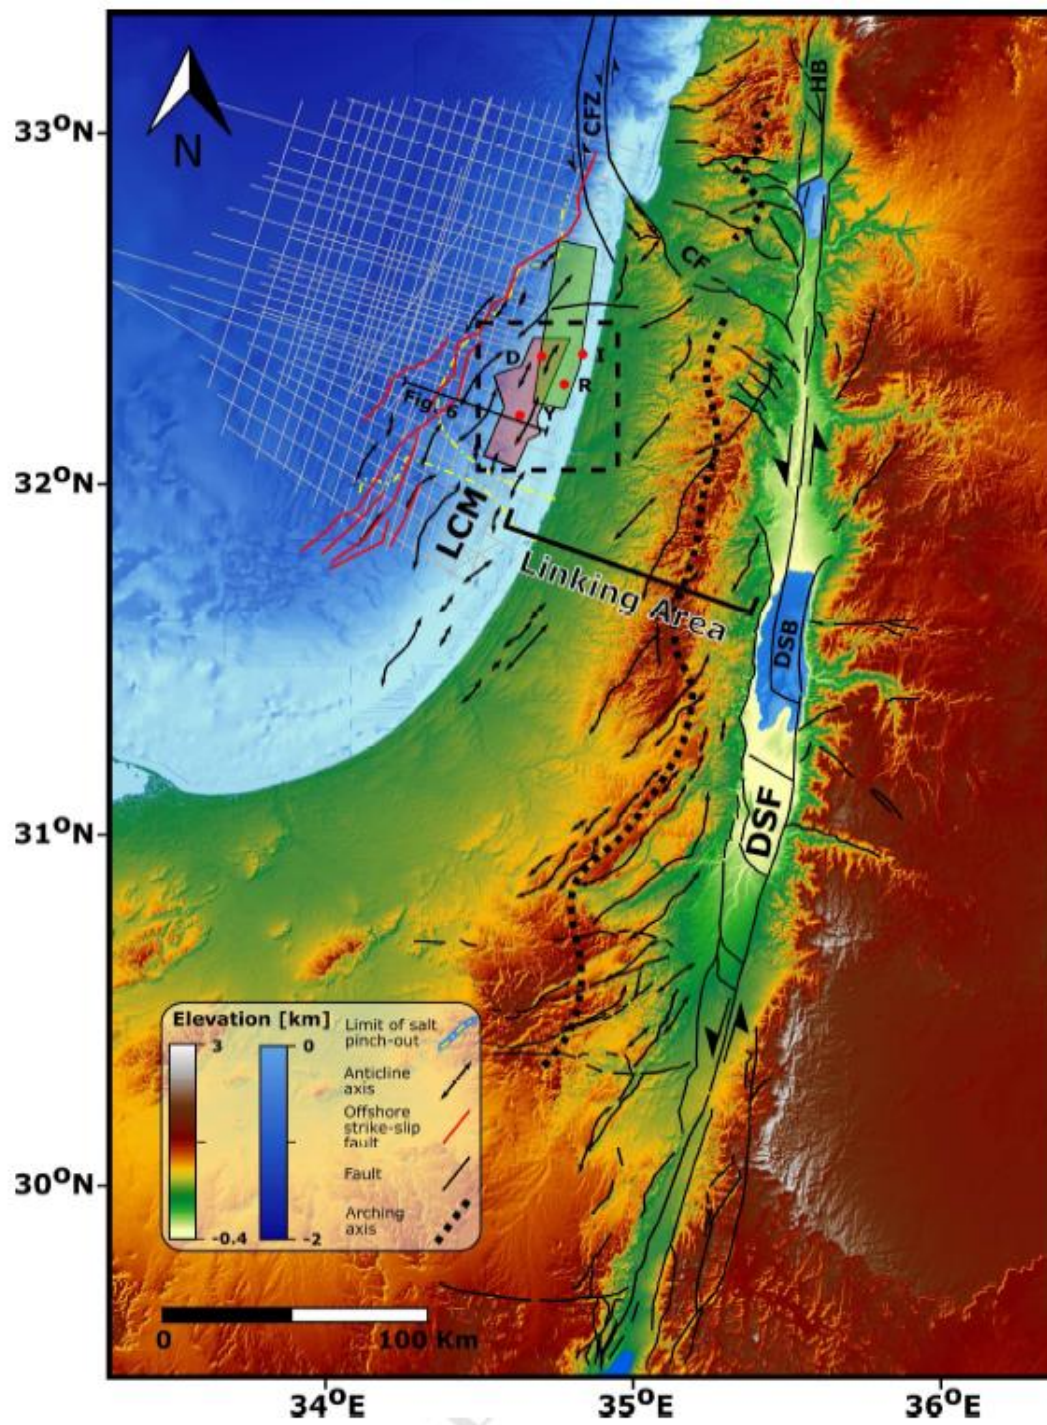 33°N
32°N
31°N
30°N
N
CFZ
HB
CF
D
I
R
Y
Fig. 6
LCM
Linking Area
DSB
DSF
Elevation [km]
3
-0.4
0
-2
Limit of salt
pinch-out
Anticline
axis
Offshore
strike-slip
fault
Fault
Arching
axis
0
100 Km
34°E
35°E
36°E